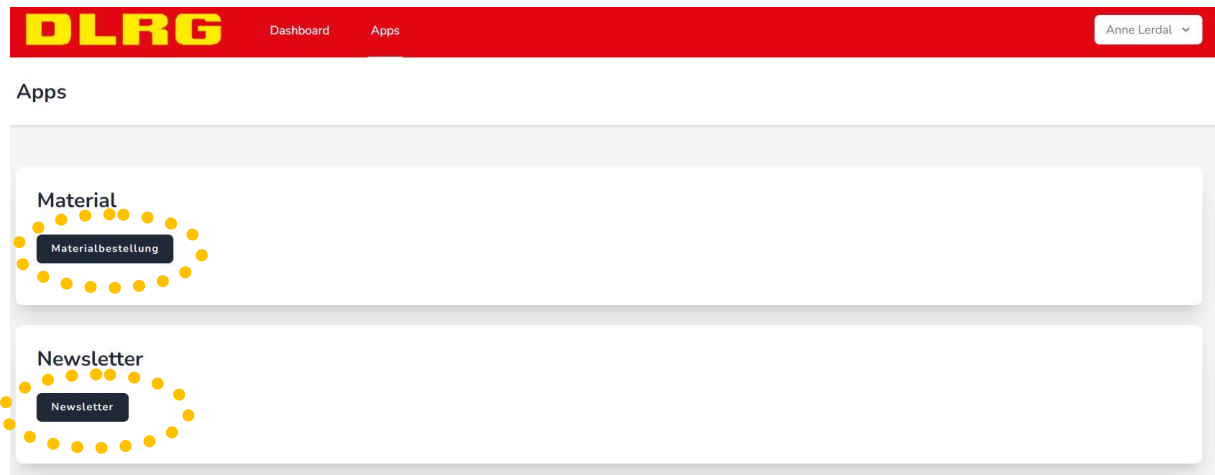 DLRG Dashboard Apps Anne Lerdal
Apps
Material
Materialbestellung
Newsletter
Newsletter